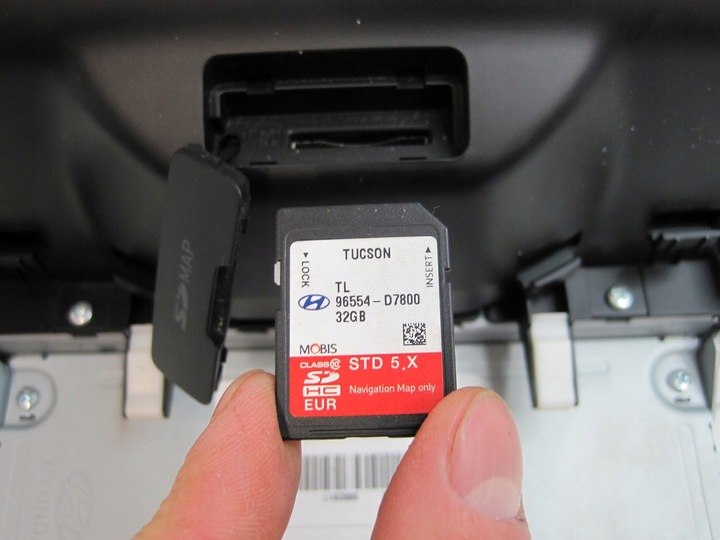 SD MAP
TUCSON
LOCK
INSERT
TL
96554-D7800
32GB
MOBIS
CLASS 10
STD 5.X
SD
HC
Navigation Map only
EUR